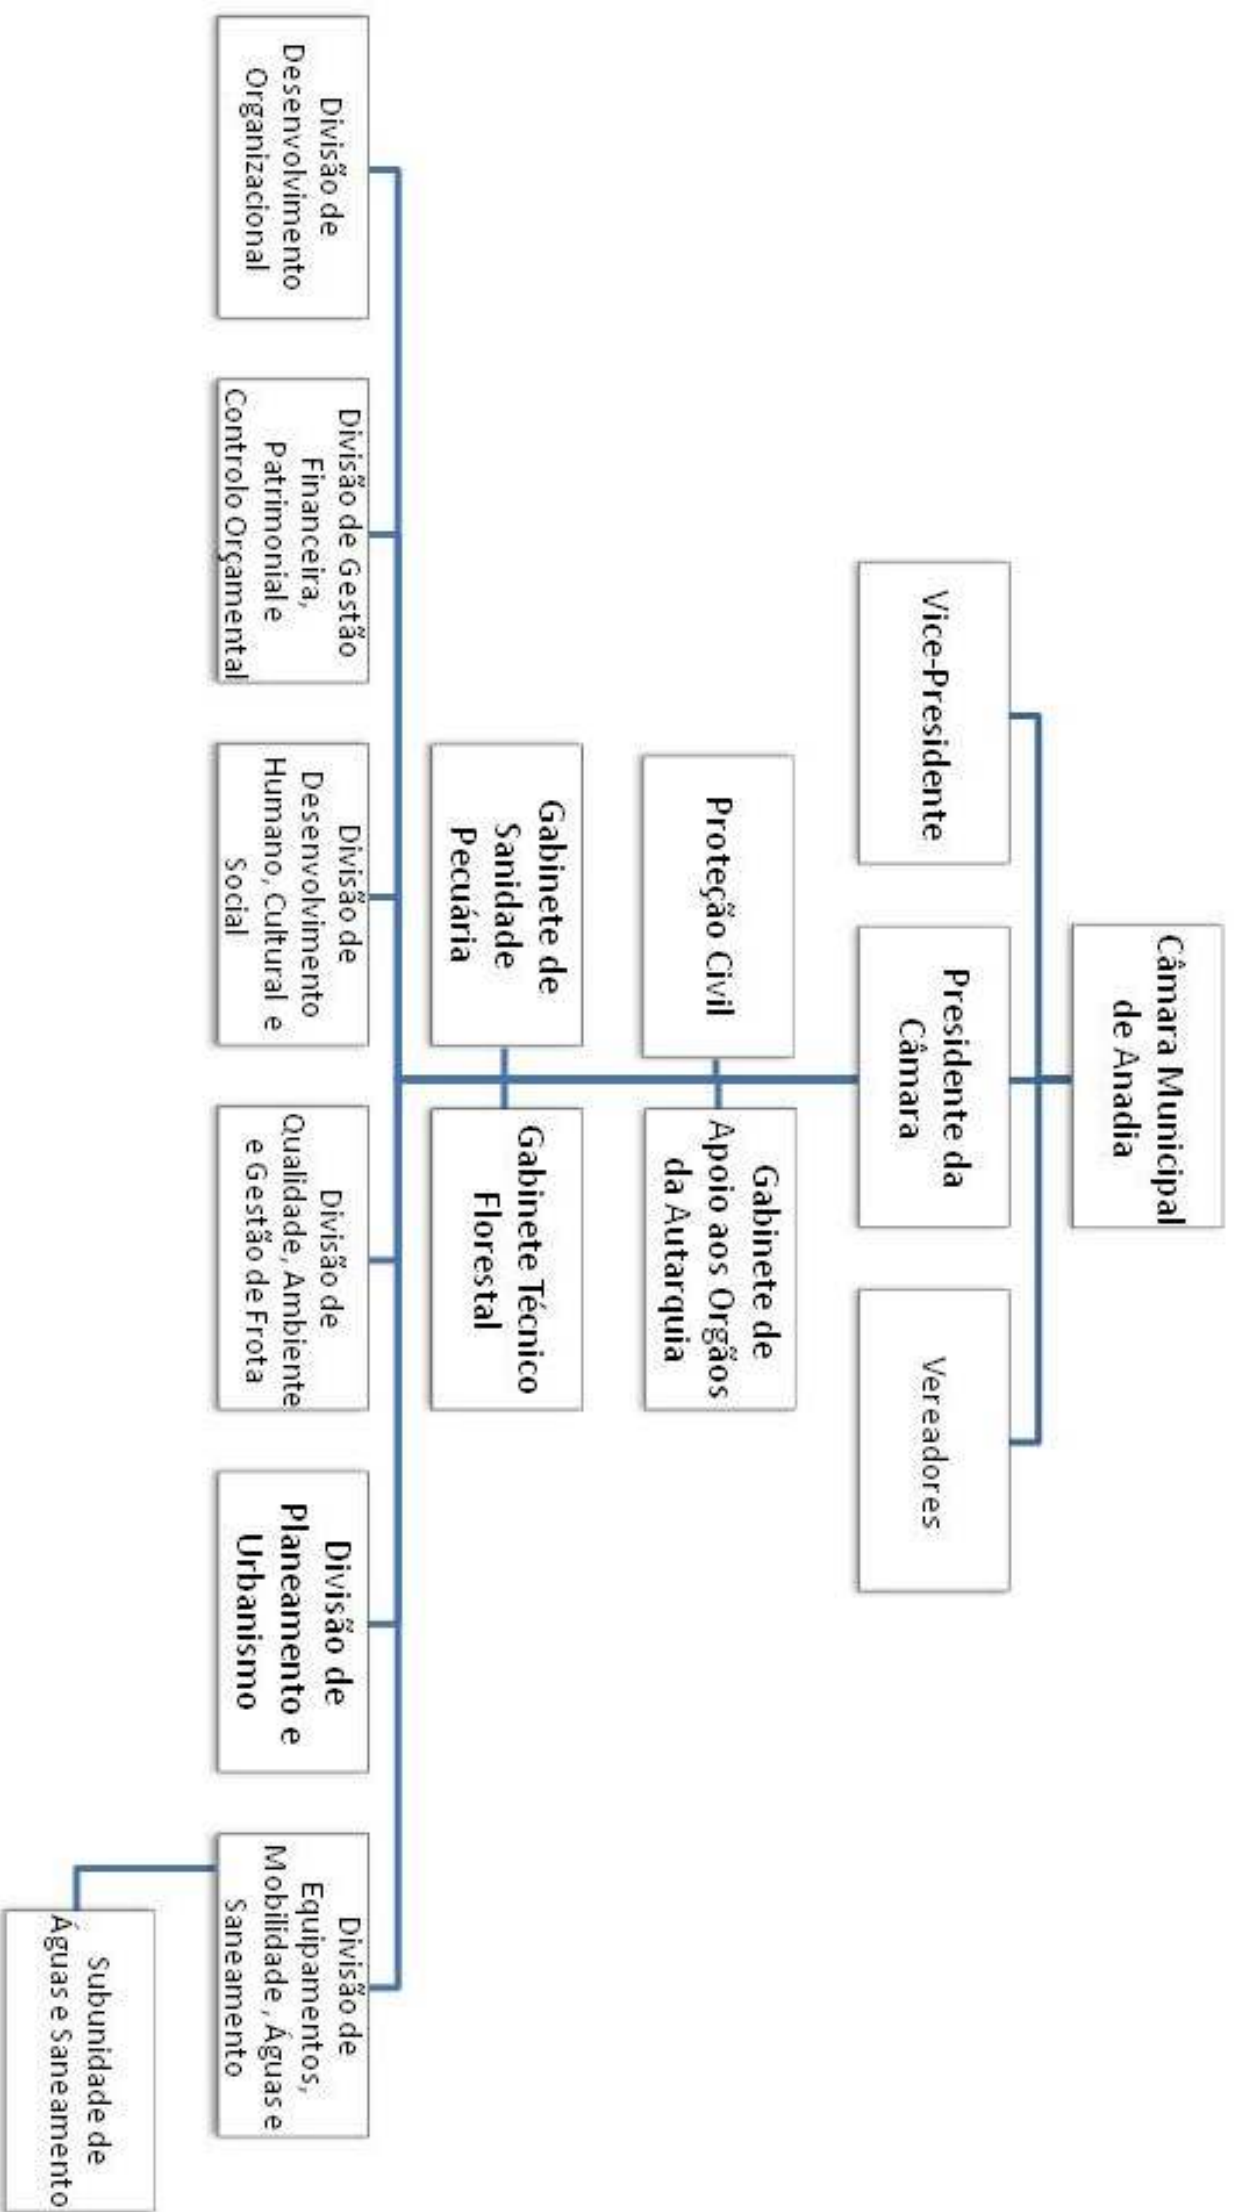 Câmara Municipal
de Anadia
Vice-Presidente
Presidente da
Câmara
Vereadores
Proteção Civil
Gabinete de
Apoio aos Orgãos
da Autarquia
Gabinete de
Sanidade
Pecuária
Gabinete Técnico
Florestal
Divisão de
Desenvolvimento
Organizacional
Divisão de Gestão
Financeira,
Patrimonial e
Controlo Orçamental
Divisão de
Desenvolvimento
Humano, Cultural e
Social
Divisão de
Qualidade, Ambiente
e Gestão de Frota
Divisão de
Planeamento e
Urbanismo
Divisão de
Equipamentos,
Mobilidade , Águas e
Saneamento
Subunidade de
Águas e Saneamento